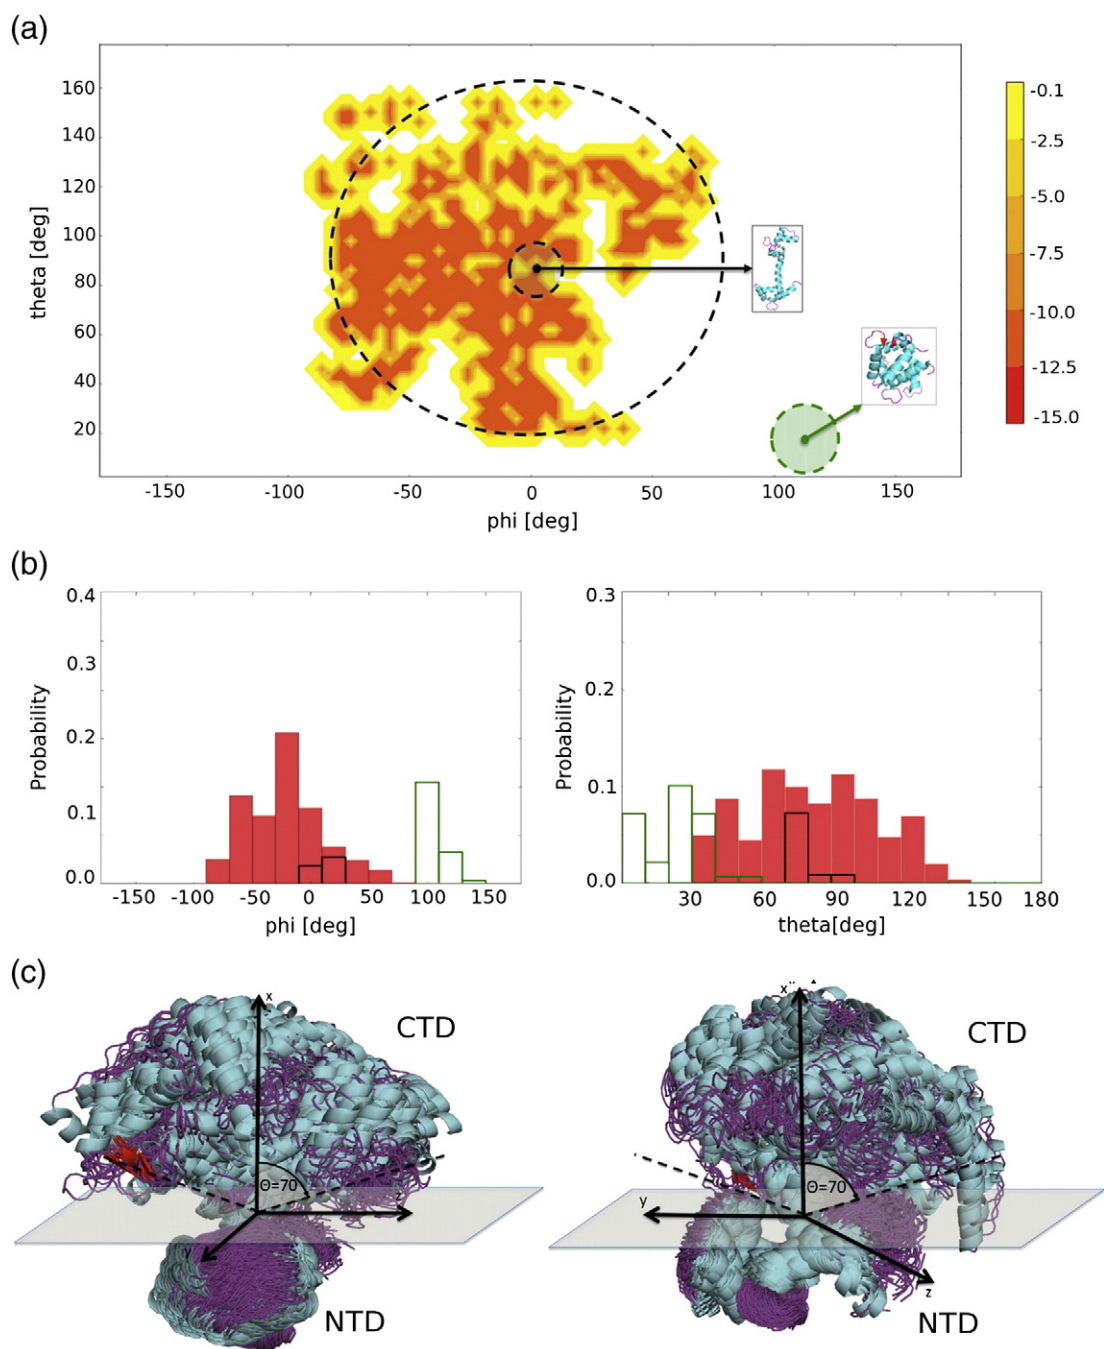 (a)
160
140
120
100
80
60
40
20
theta [deg]
-150
-100
-50
0
50
100
150
phi [deg]
-0.1
-2.5
-5.0
-7.5
-10.0
-12.5
-15.0
(b)
0.4
0.3
0.2
0.1
0.0
Probability
-150
-100
-50
0
50
100
150
phi [deg]
0.3
0.2
0.1
0.0
Probability
30
60
90
120
150
180
theta[deg]
(c)
x
CTD
Θ=70
z
y
NTD
x
CTD
Θ=70
y
z
NTD